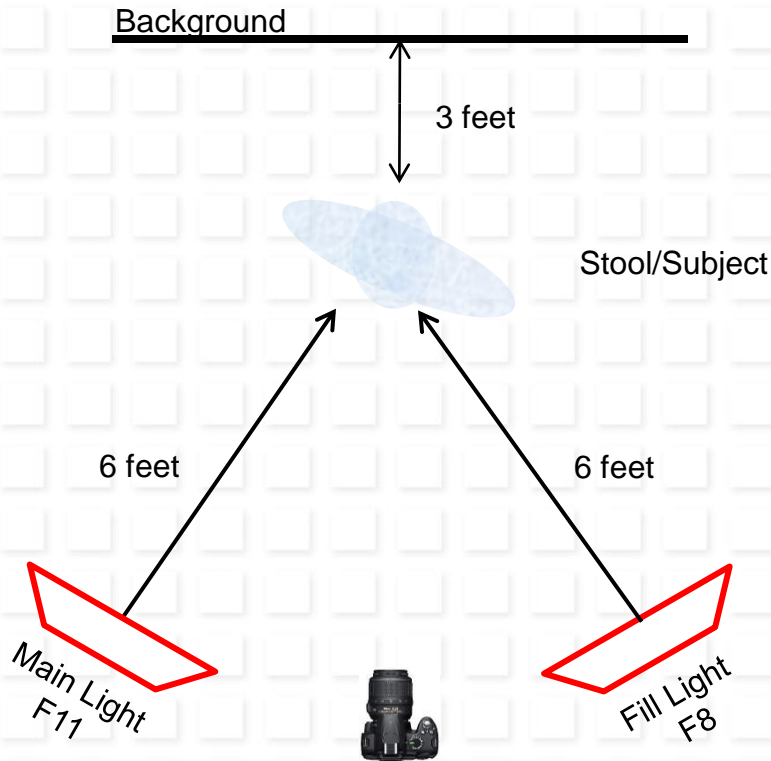 Background
3 feet
Stool/Subject
6 feet
6 feet
Main Light
F11
Fill Light
F8